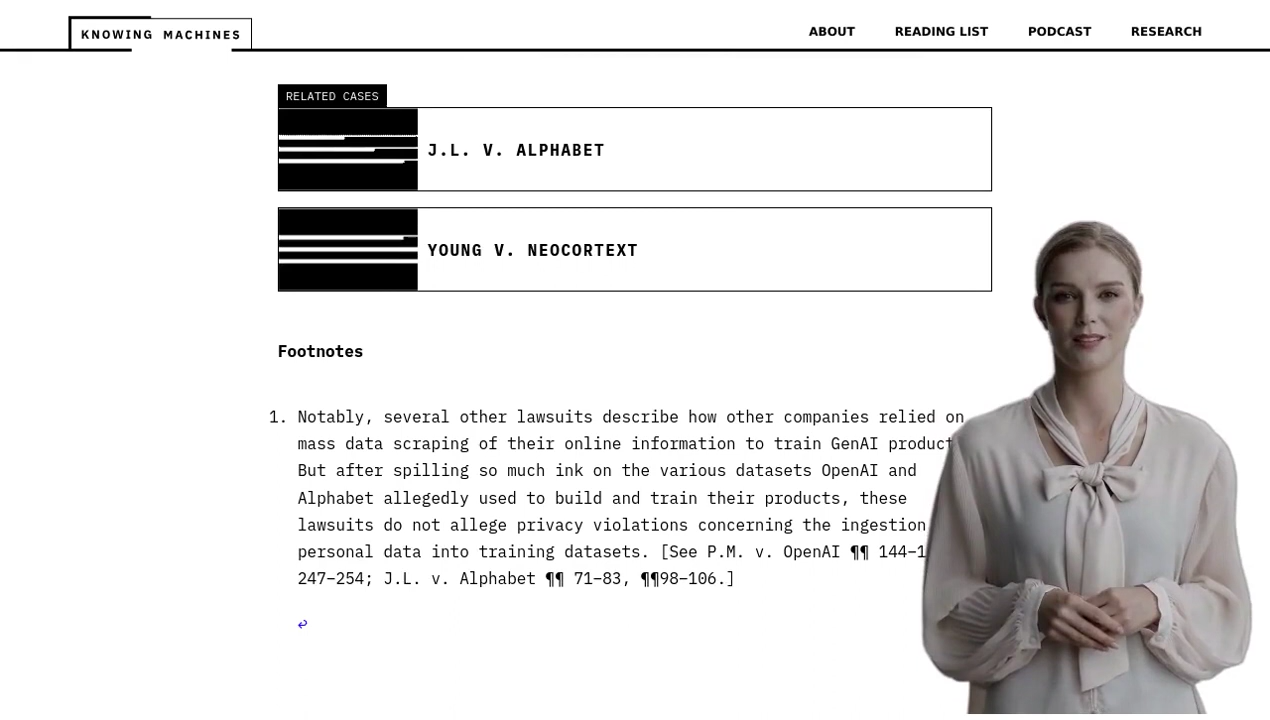 KNOWING MACHINES
ABOUT READING LIST PODCAST RESEARCH
RELATED CASES
J.L. V. ALPHABET
YOUNG V. NEOCORTEXT
Footnotes
1. Notably, several other lawsuits describe how other companies relied on
mass data scraping of their online information to train GenAI
But after spilling so much ink on the various datasets OpenAI and
Alphabet allegedly used to build and train their products, these
lawsuits do not allege privacy violations concerning the ingestion
personal data into training datasets. [See P.M. v. OpenAI ¶¶
247–254; J.L. v. Alphabet ¶¶ 71–83, ¶¶98–106.]
↩